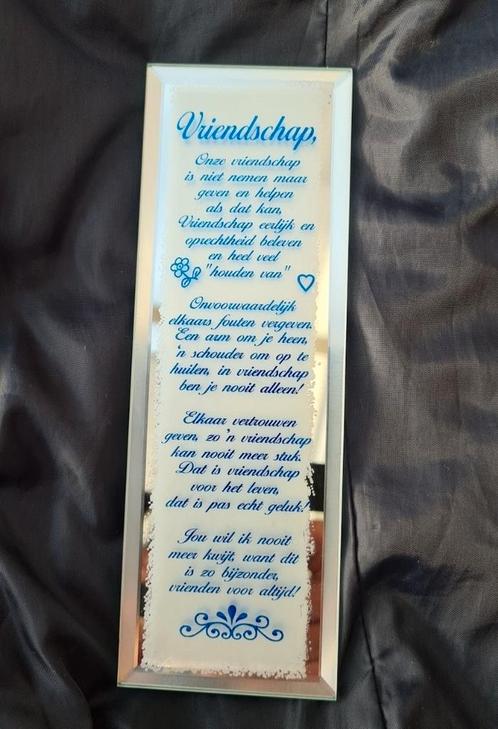 Vriendschap,
Onze vriendschap
is niet nemen maar
geven en helpen
als dat kan,
Vriendschap eerlijk en
oprechtheid beleven
en heel veel
"houden van"
Onvoorwaardelijk
elkaars fouten vergeven.
Een arm om je heen,
'n schouder om op te
huilen, in vriendschap
ben je nooit alleen!
Elkaar vertrouwen
geven, zo'n vriendschap
kan nooit meer stuk.
Dat is vriendschap
voor het leven,
dat is pas echt geluk!
Jou wil ik nooit
meer kwijt, want dit
is zo bijzonder,
vrienden voor altijd!